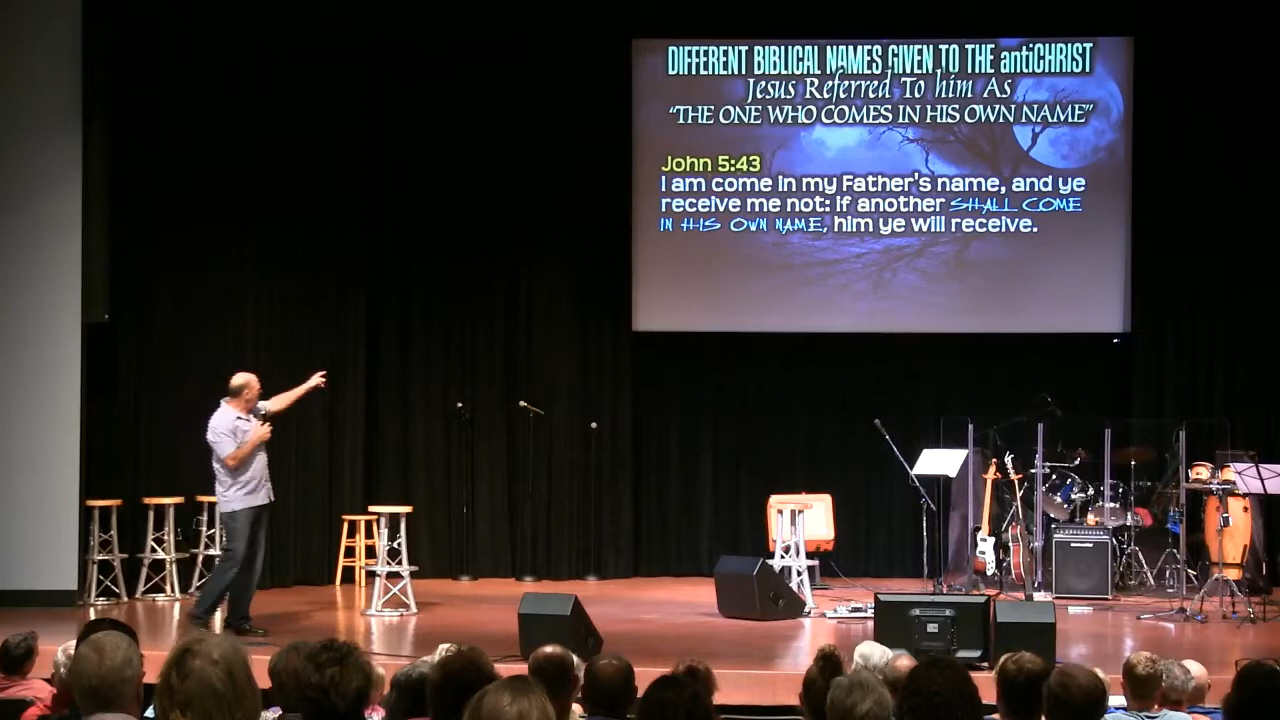 DIFFERENT BIBLICAL NAMES GIVEN TO THE antiCHRIST
Jesus Referred To him As
"THE ONE WHO COMES IN HIS OWN NAME"
John 5:43
I am come in my Father's name, and ye
receive me not: if another SHALL COME
IN HIS OWN NAME, him ye will receive.